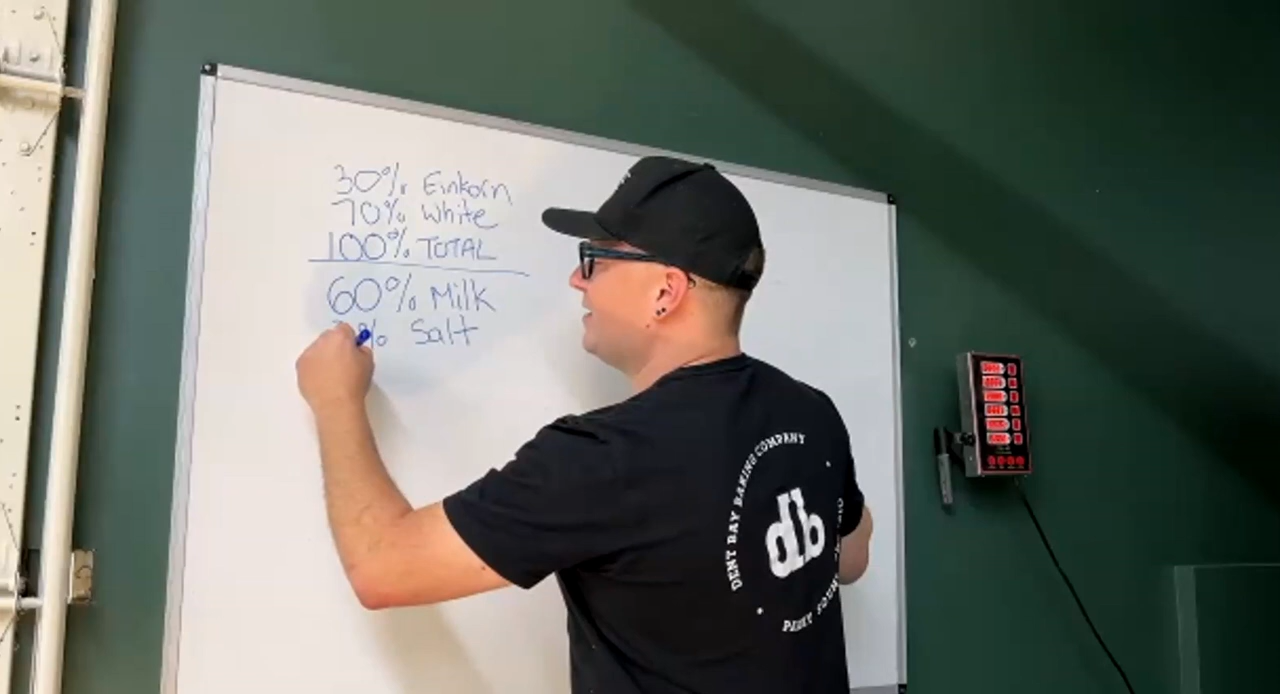 30% Einkorn
70% White
100% TOTAL
60% Milk
% Salt
DENT BAY BAKING COMPANY
db